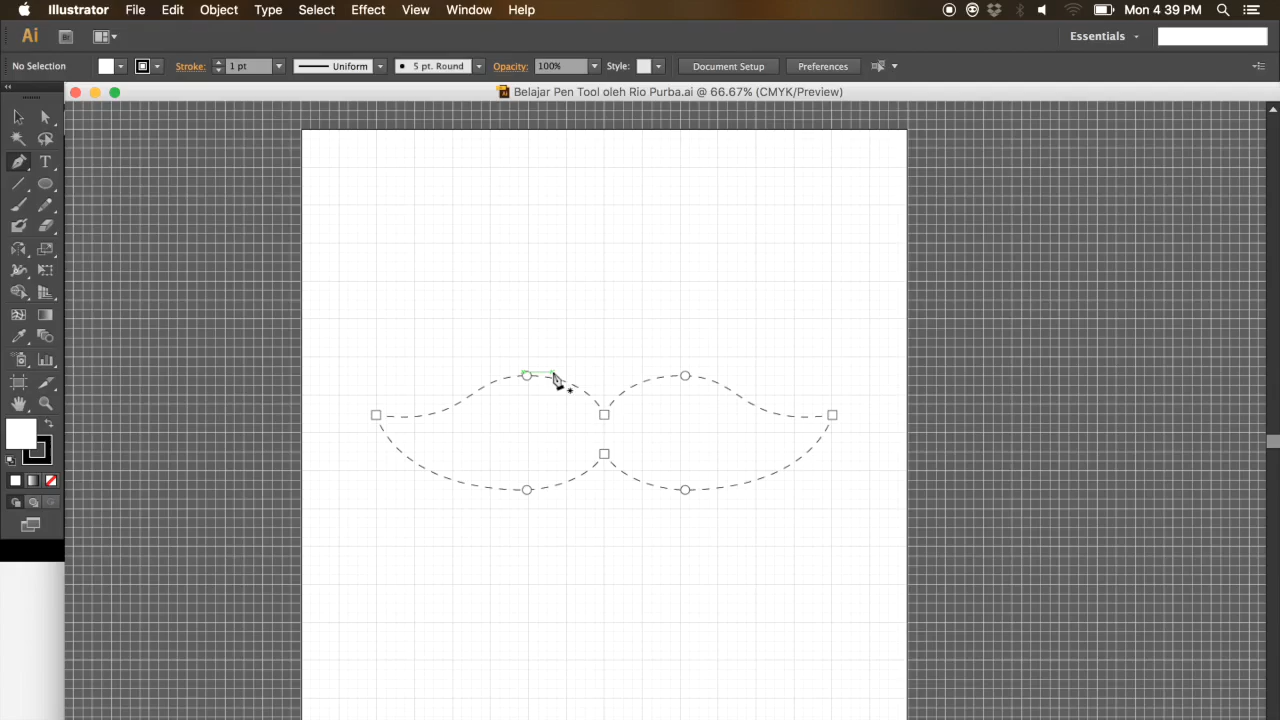 Illustrator File Edit Object Type Select Effect View Window Help Mon 4 39 PM
Ai Br Essentials
No Selection Stroke: 1 pt Uniform 5 pt. Round Opacity: 100% Style: Document Setup Preferences
Belajar Pen Tool oleh Rio Purba.ai @ 66.67% (CMYK/Preview)
T